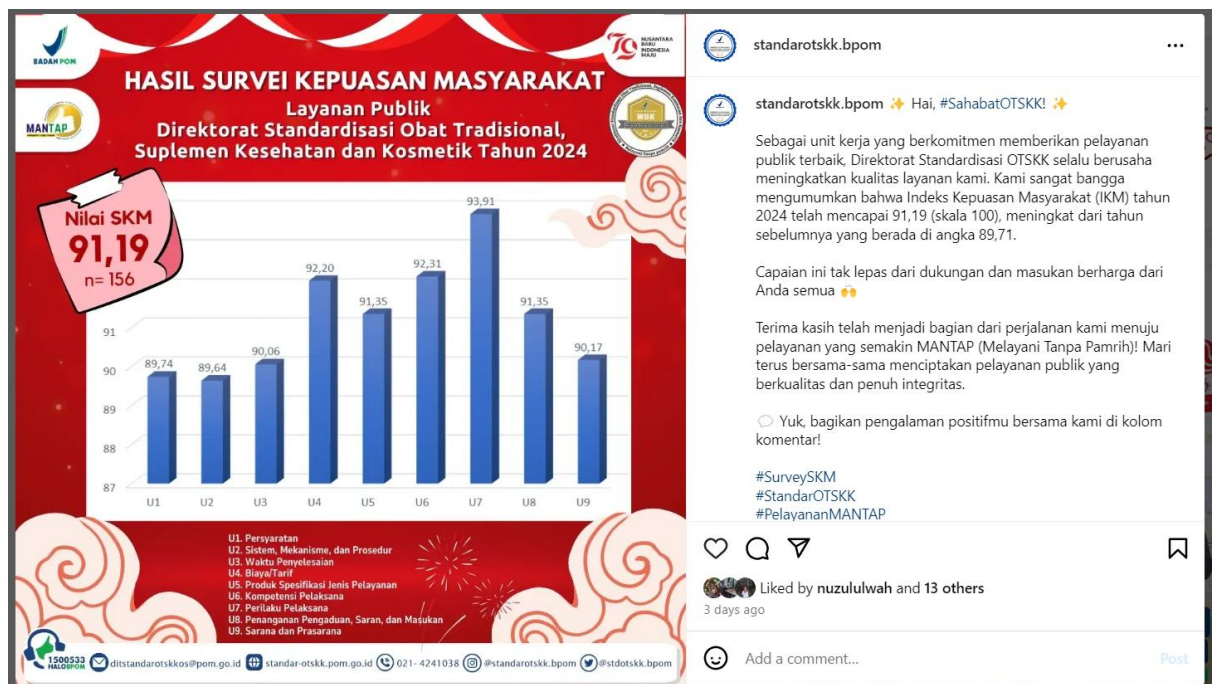 BADAN POM
79
NUSANTARA
BARU
INDONESIA
MAJU
MANTAP
WBK
HASIL SURVEI KEPUASAN MASYARAKAT
Layanan Publik
Direktorat Standardisasi Obat Tradisional,
Suplemen Kesehatan dan Kosmetik Tahun 2024
Nilai SKM
91,19
n= 156
93,91
92,20
92,31
91,35
91,35
91
90,06
90,17
89,74
89,64
90
89
88
87
U1 U2 U3 U4 U5 U6 U7 U8 U9
U1. Persyaratan
U2. Sistem, Mekanisme, dan Prosedur
U3. Waktu Penyelesaian
U4. Biaya/Tarif
U5. Produk Spesifikasi Jenis Pelayanan
U6. Kompetensi Pelaksana
U7. Perilaku Pelaksana
U8. Penanganan Pengaduan, Saran, dan Masukan
U9. Sarana dan Prasarana
1500533
HALOBPOM
ditstandarotskkos@pom.go.id
standar-otskk.pom.go.id
021- 4241038
@standarotskk.bpom
@stdotskk.bpom
standarotskk.bpom
standarotskk.bpom ✨ Hai, #SahabatOTSKK! ✨
Sebagai unit kerja yang berkomitmen memberikan pelayanan
publik terbaik, Direktorat Standardisasi OTSKK selalu berusaha
meningkatkan kualitas layanan kami. Kami sangat bangga
mengumumkan bahwa Indeks Kepuasan Masyarakat (IKM) tahun
2024 telah mencapai 91,19 (skala 100), meningkat dari tahun
sebelumnya yang berada di angka 89,71.
Capaian ini tak lepas dari dukungan dan masukan berharga dari
Anda semua 🙌
Terima kasih telah menjadi bagian dari perjalanan kami menuju
pelayanan yang semakin MANTAP (Melayani Tanpa Pamrih)! Mari
terus bersama-sama menciptakan pelayanan publik yang
berkualitas dan penuh integritas.
💬 Yuk, bagikan pengalaman positifmu bersama kami di kolom
komentar!
#SurveySKM
#StandarOTSKK
#PelayananMANTAP
Liked by nuzululwah and 13 others
3 days ago
Add a comment...
Post